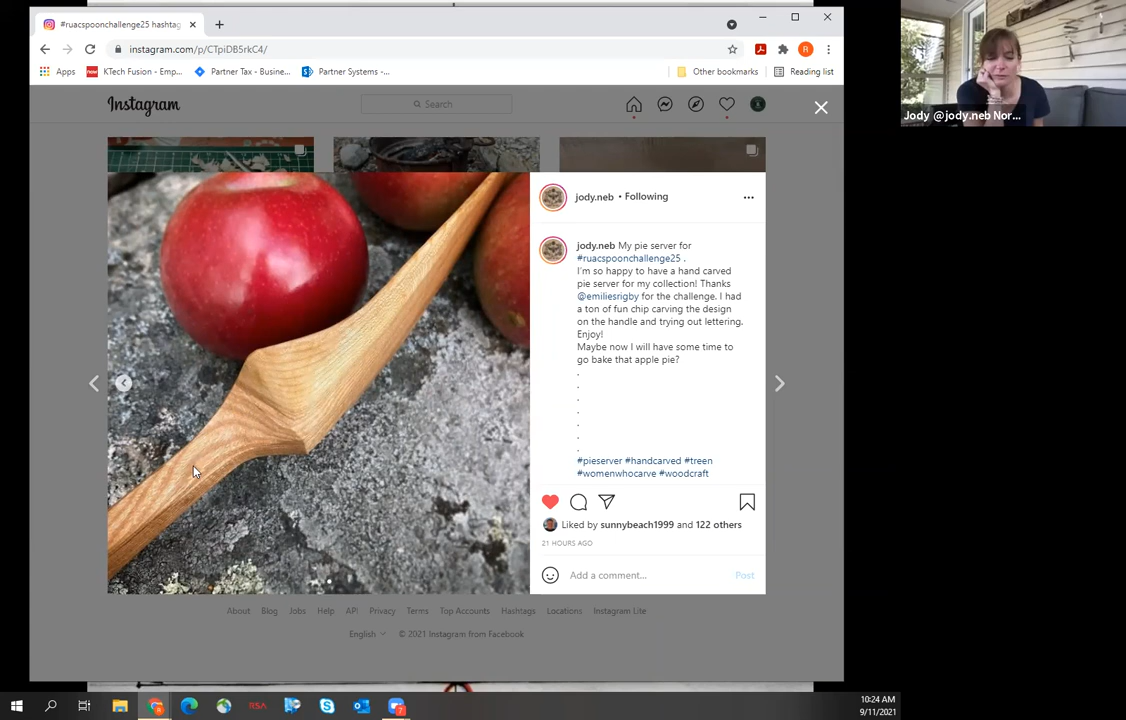 #ruacspoonchallenge25 hashtag
instagram.com/p/CTpiDB5rkC4/
Apps
KTech Fusion - Emp...
Partner Tax - Busine...
Partner Systems -...
Other bookmarks
Reading list
Instagram
Search
Jody @jody.neb Nor...
jody.neb • Following
jody.neb My pie server for
#ruacspoonchallenge25 .
I'm so happy to have a hand carved
pie server for my collection! Thanks
@emiliesrigby for the challenge. I had
a ton of fun chip carving the design
on the handle and trying out lettering.
Enjoy!
Maybe now I will have some time to
go bake that apple pie?
.
.
.
.
.
.
.
#pieserver #handcarved #treen
#womenwhocarve #woodcraft
Liked by sunnybeach1999 and 122 others
21 HOURS AGO
Add a comment...
Post
About Blog Jobs Help API Privacy Terms Top Accounts Hashtags Locations Instagram Lite
English © 2021 Instagram from Facebook
RSA
10:24 AM
9/11/2021